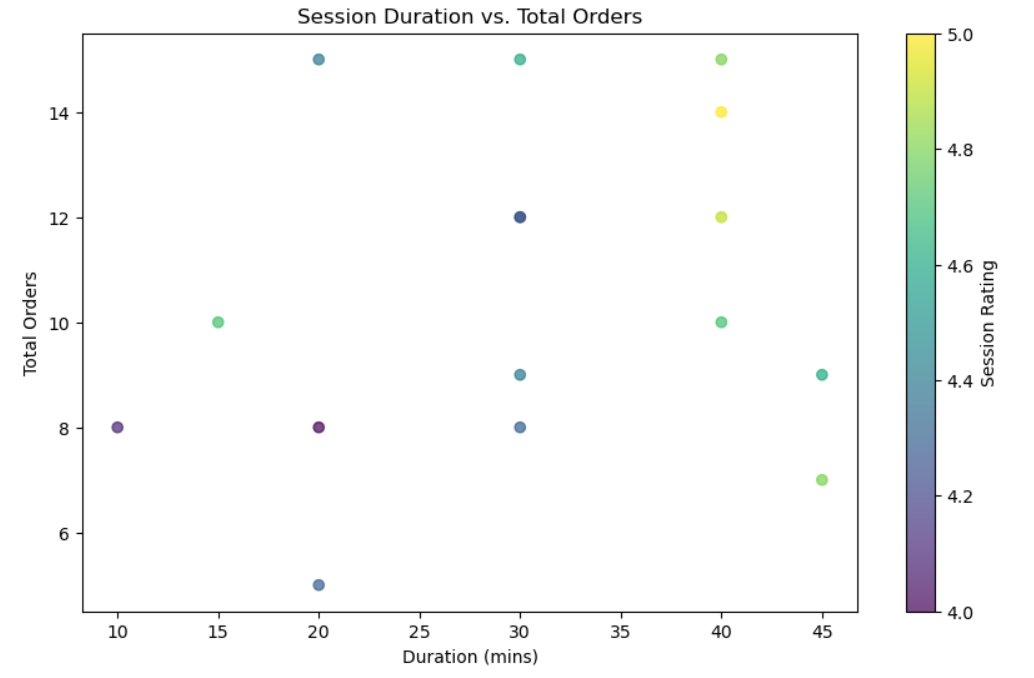 Session Duration vs. Total Orders
Total Orders
14
12
10
8
6
10 15 20 25 30 35 40 45
Duration (mins)
5.0
4.8
4.6
4.4
4.2
4.0
Session Rating